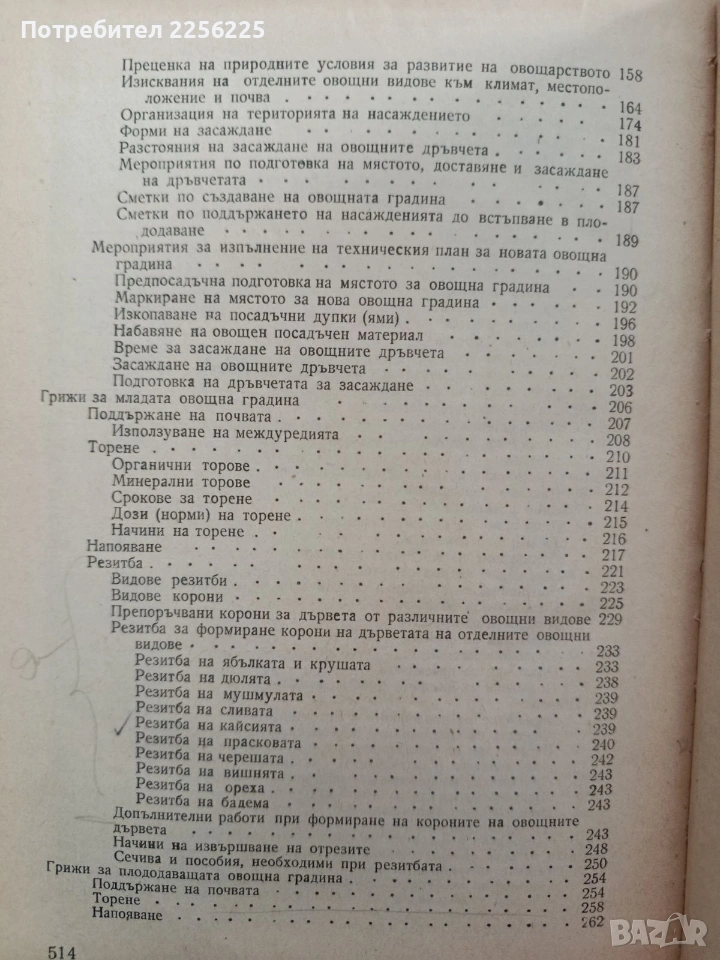 Потребител 2256225
Преценка на природните условия за развитие на овощарството 158
Изисквания на отделните овощни видове към климат, местопо-
ложение и почва . . . . . . . . . . . 164
Организация на територията на насаждението . . . . . 174
Форми на засаждане . . . . . . . . . . . 181
Разстояния на засаждане на овощните дръвчета . . . . . 183
Мероприятия по подготовка на мястото, доставяне и засаждане
на дръвчетата . . . . . . . . . . . 187
Сметки по създаване на овощната градина . . . . . . 187
Сметки по поддържането на насажденията до встъпване в пло-
додаване . . . . . . . . . . . . 189
Мероприятия за изпълнение на техническия план за новата овощна
градина . . . . . . . . . . . . . 190
Предпосадъчна подготовка на мястото за овощна градина . . 190
Маркиране на мястото за нова овощна градина . . . . . 192
Изкопаване на посадъчни дупки (ями) . . . . . . . 196
Набавяне на овощен посадъчен материал . . . . . . 198
Време за засаждане на овощните дръвчета . . . . . . 201
Засаждане на овощните дръвчета . . . . . . . . 202
Подготовка на дръвчетата за засаждане . . . . . . 203
Грижи за младата овощна градина . . . . . . . . . 206
Поддържане на почвата . . . . . . . . . . . 207
Използуване на междуредията . . . . . . . . . 208
Торене . . . . . . . . . . . . . . . 210
Органични торове . . . . . . . . . . . . 211
Минерални торове . . . . . . . . . . . . 212
Срокове за торене . . . . . . . . . . . . 214
Дози (норми) на торене . . . . . . . . . . . 215
Начини на торене . . . . . . . . . . . . 216
Напояване . . . . . . . . . . . . . . 217
Резитба . . . . . . . . . . . . . . . 221
Видове резитби . . . . . . . . . . . . . 223
Видове корони . . . . . . . . . . . . . 225
Препоръчвани корони за дървета от различните овощни видове 229
Резитба за формиране корони на дърветата на отделните овощни
видове . . . . . . . . . . . . . . 233
Резитба на ябълката и крушата . . . . . . . . 233
Резитба на дюлята . . . . . . . . . . . 238
Резитба на мушмулата . . . . . . . . . . 239
Резитба на сливата . . . . . . . . . . . 239
Резитба на кайсията . . . . . . . . . . . 239
Резитба на прасковата . . . . . . . . . . 240
Резитба на черешата . . . . . . . . . . . 242
Резитба на вишнята . . . . . . . . . . . 243
Резитба на ореха . . . . . . . . . . . . 243
Резитба на бадема . . . . . . . . . . . 243
Допълнителни работи при формиране на короните на овощните
дървета . . . . . . . . . . . . . . 243
Начини на извършване на отрезите . . . . . . . . 248
Сечива и пособия, необходими при резитбата . . . . . 250
Грижи за плододаващата овощна градина . . . . . . . 254
Поддържане на почвата . . . . . . . . . . . 254
Торене . . . . . . . . . . . . . . . 258
Напояване . . . . . . . . . . . . . . 262
514
BAZAR